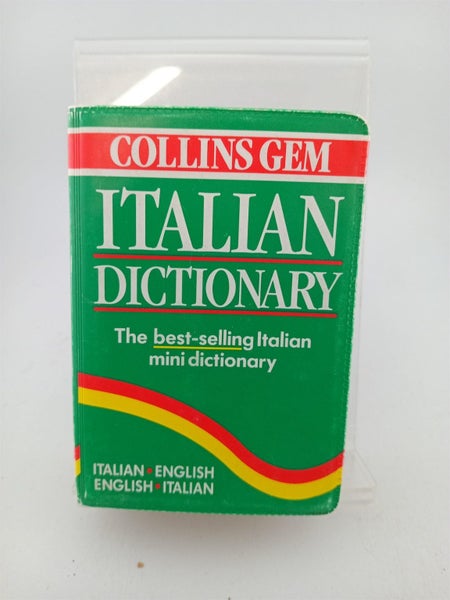 COLLINS GEM
ITALIAN
DICTIONARY
The best-selling Italian
mini dictionary
ITALIAN • ENGLISH
ENGLISH • ITALIAN